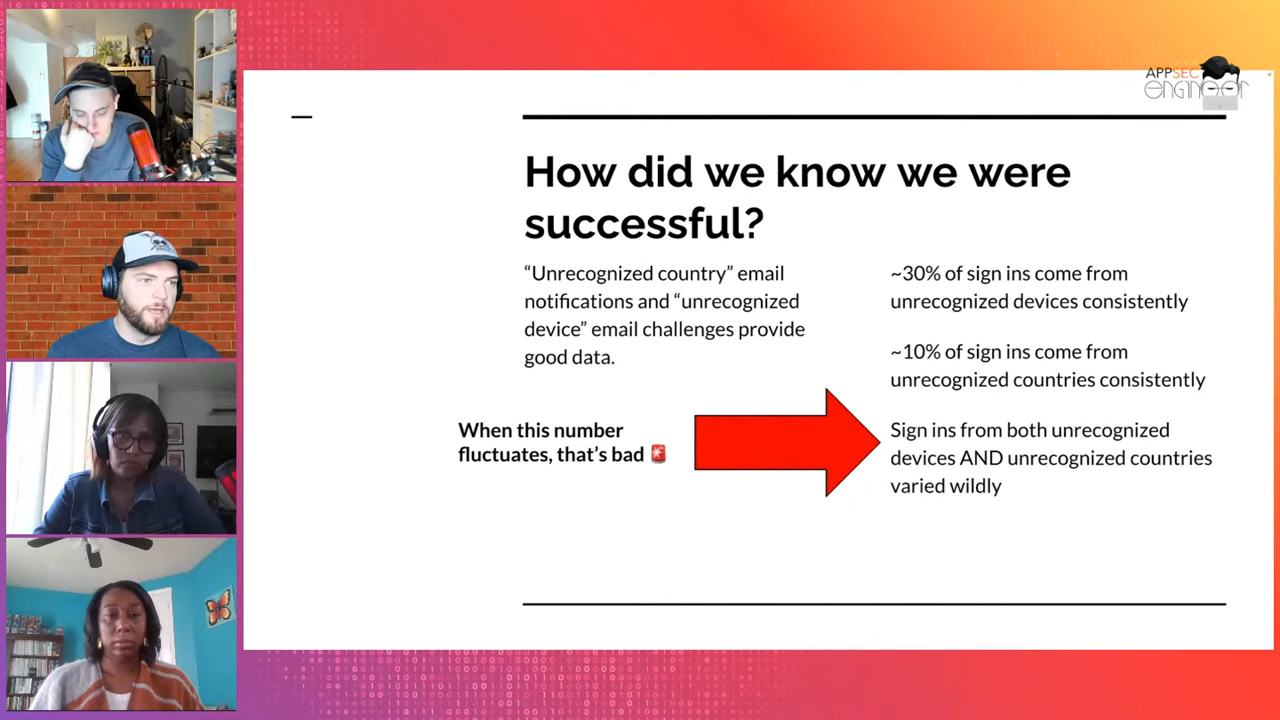 APPSEC
ENGINEER
How did we know we were
successful?
“Unrecognized country” email
notifications and “unrecognized
device” email challenges provide
good data.
When this number
fluctuates, that’s bad 🚨
~30% of sign ins come from
unrecognized devices consistently
~10% of sign ins come from
unrecognized countries consistently
Sign ins from both unrecognized
devices AND unrecognized countries
varied wildly